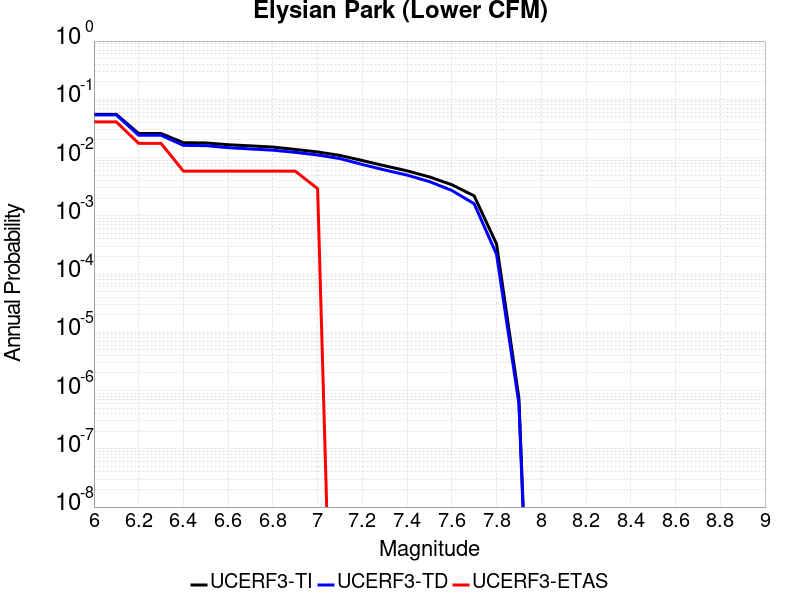 Elysian Park (Lower CFM)
10^0
10^-1
10^-2
10^-3
10^-4
10^-5
10^-6
10^-7
10^-8
Annual Probability
6 6.2 6.4 6.6 6.8 7 7.2 7.4 7.6 7.8 8 8.2 8.4 8.6 8.8 9
Magnitude
UCERF3-TI UCERF3-TD UCERF3-ETAS